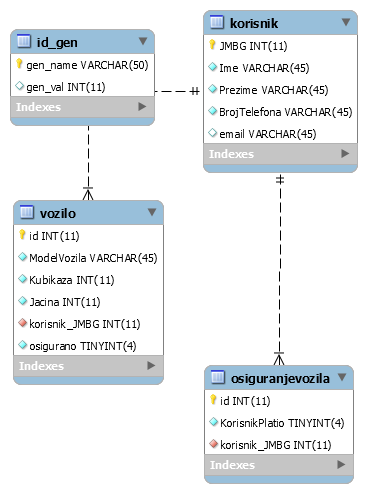 id_gen
gen_name VARCHAR(50)
gen_val INT(11)
Indexes
korisnik
JMBG INT(11)
Ime VARCHAR(45)
Prezime VARCHAR(45)
BrojTelefona VARCHAR(45)
email VARCHAR(45)
Indexes
vozilo
id INT(11)
ModelVozila VARCHAR(45)
Kubikaza INT(11)
Jacina INT(11)
korisnik_JMBG INT(11)
osigurano TINYINT(4)
Indexes
osiguranjevozila
id INT(11)
KorisnikPlatio TINYINT(4)
korisnik_JMBG INT(11)
Indexes